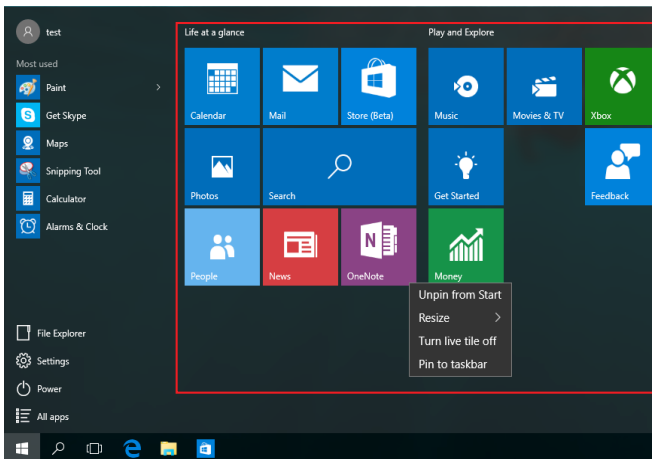 test
Most used
Paint
Get Skype
Maps
Snipping Tool
Calculator
Alarms & Clock
File Explorer
Settings
Power
All apps
Life at a glance
Calendar
Mail
Store (Beta)
Photos
Search
People
News
OneNote
Play and Explore
Music
Movies & TV
Xbox
Get Started
Feedback
Money
Unpin from Start
Resize
Turn live tile off
Pin to taskbar